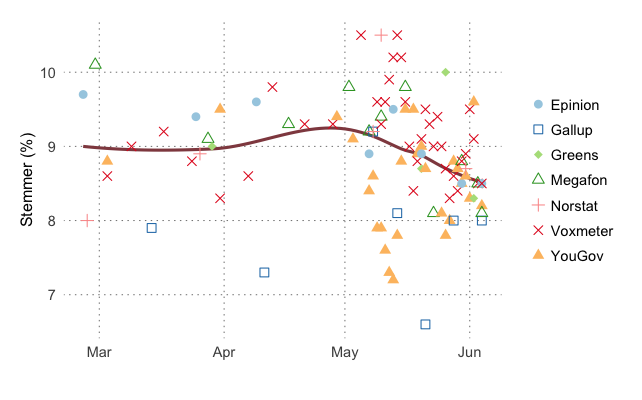 Stemmer (%)
10
9
8
7
Mar
Apr
May
Jun
Epinion
Gallup
Greens
Megafon
Norstat
Voxmeter
YouGov